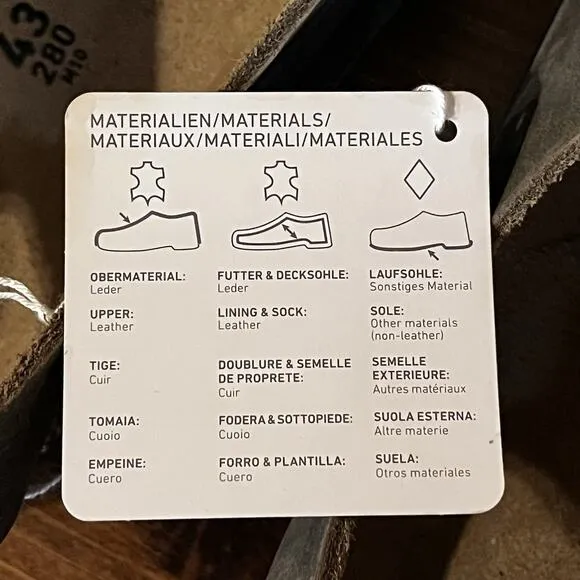 43
280
M10
MATERIALIEN/MATERIALS/
MATERIAUX/MATERIALI/MATERIALES
OBERMATERIAL:
Leder
UPPER:
Leather
TIGE:
Cuir
TOMAIA:
Cuoio
EMPEINE:
Cuero
FUTTER & DECKSOHLE:
Leder
LINING & SOCK:
Leather
DOUBLURE & SEMELLE
DE PROPRETE:
Cuir
FODERA & SOTTOPIEDE:
Cuoio
FORRO & PLANTILLA:
Cuero
LAUFSOHLE:
Sonstiges Material
SOLE:
Other materials
(non-leather)
SEMELLE
EXTERIEURE:
Autres matériaux
SUOLA ESTERNA:
Altre materie
SUELA:
Otros materiales